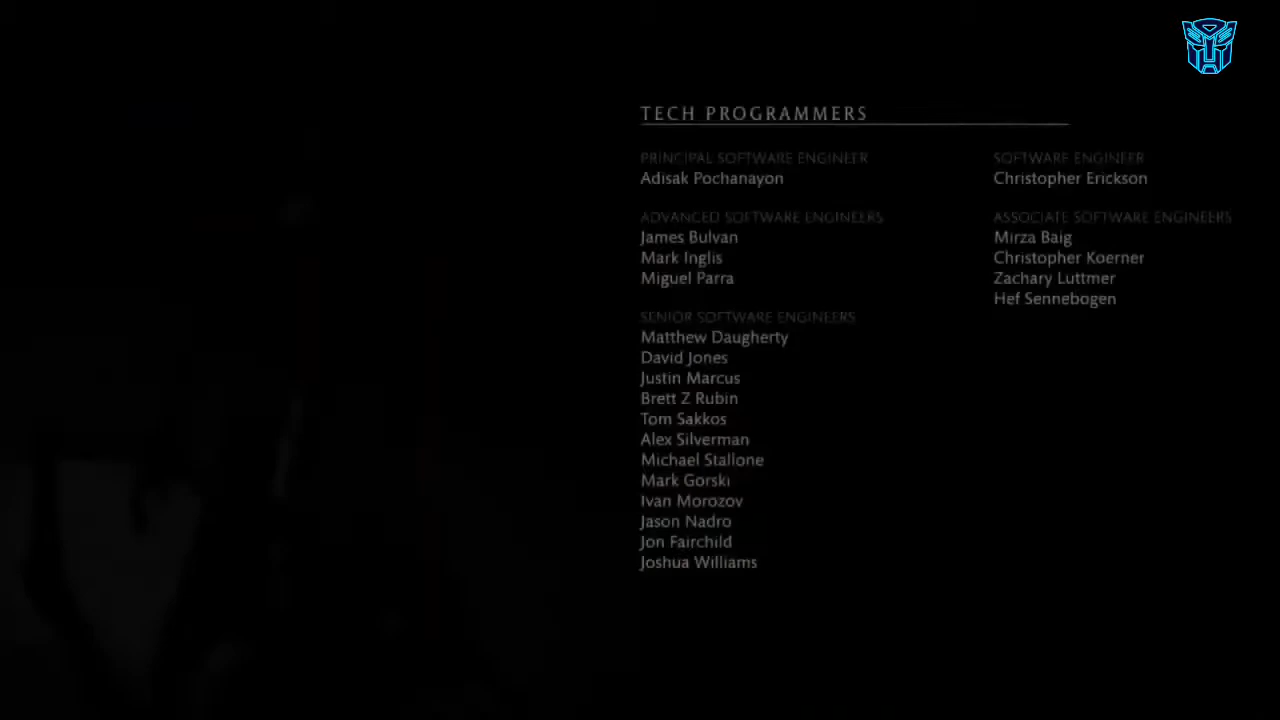 TECH PROGRAMMERS
PRINCIPAL SOFTWARE ENGINEER
Adisak Pochanayon
ADVANCED SOFTWARE ENGINEERS
James Bulvan
Mark Inglis
Miguel Parra
SENIOR SOFTWARE ENGINEERS
Matthew Daugherty
David Jones
Justin Marcus
Brett Z Rubin
Tom Sakkos
Alex Silverman
Michael Stallone
Mark Gorski
Ivan Morozov
Jason Nadro
Jon Fairchild
Joshua Williams
SOFTWARE ENGINEER
Christopher Erickson
ASSOCIATE SOFTWARE ENGINEERS
Mirza Baig
Christopher Koerner
Zachary Luttmer
Hef Sennebogen